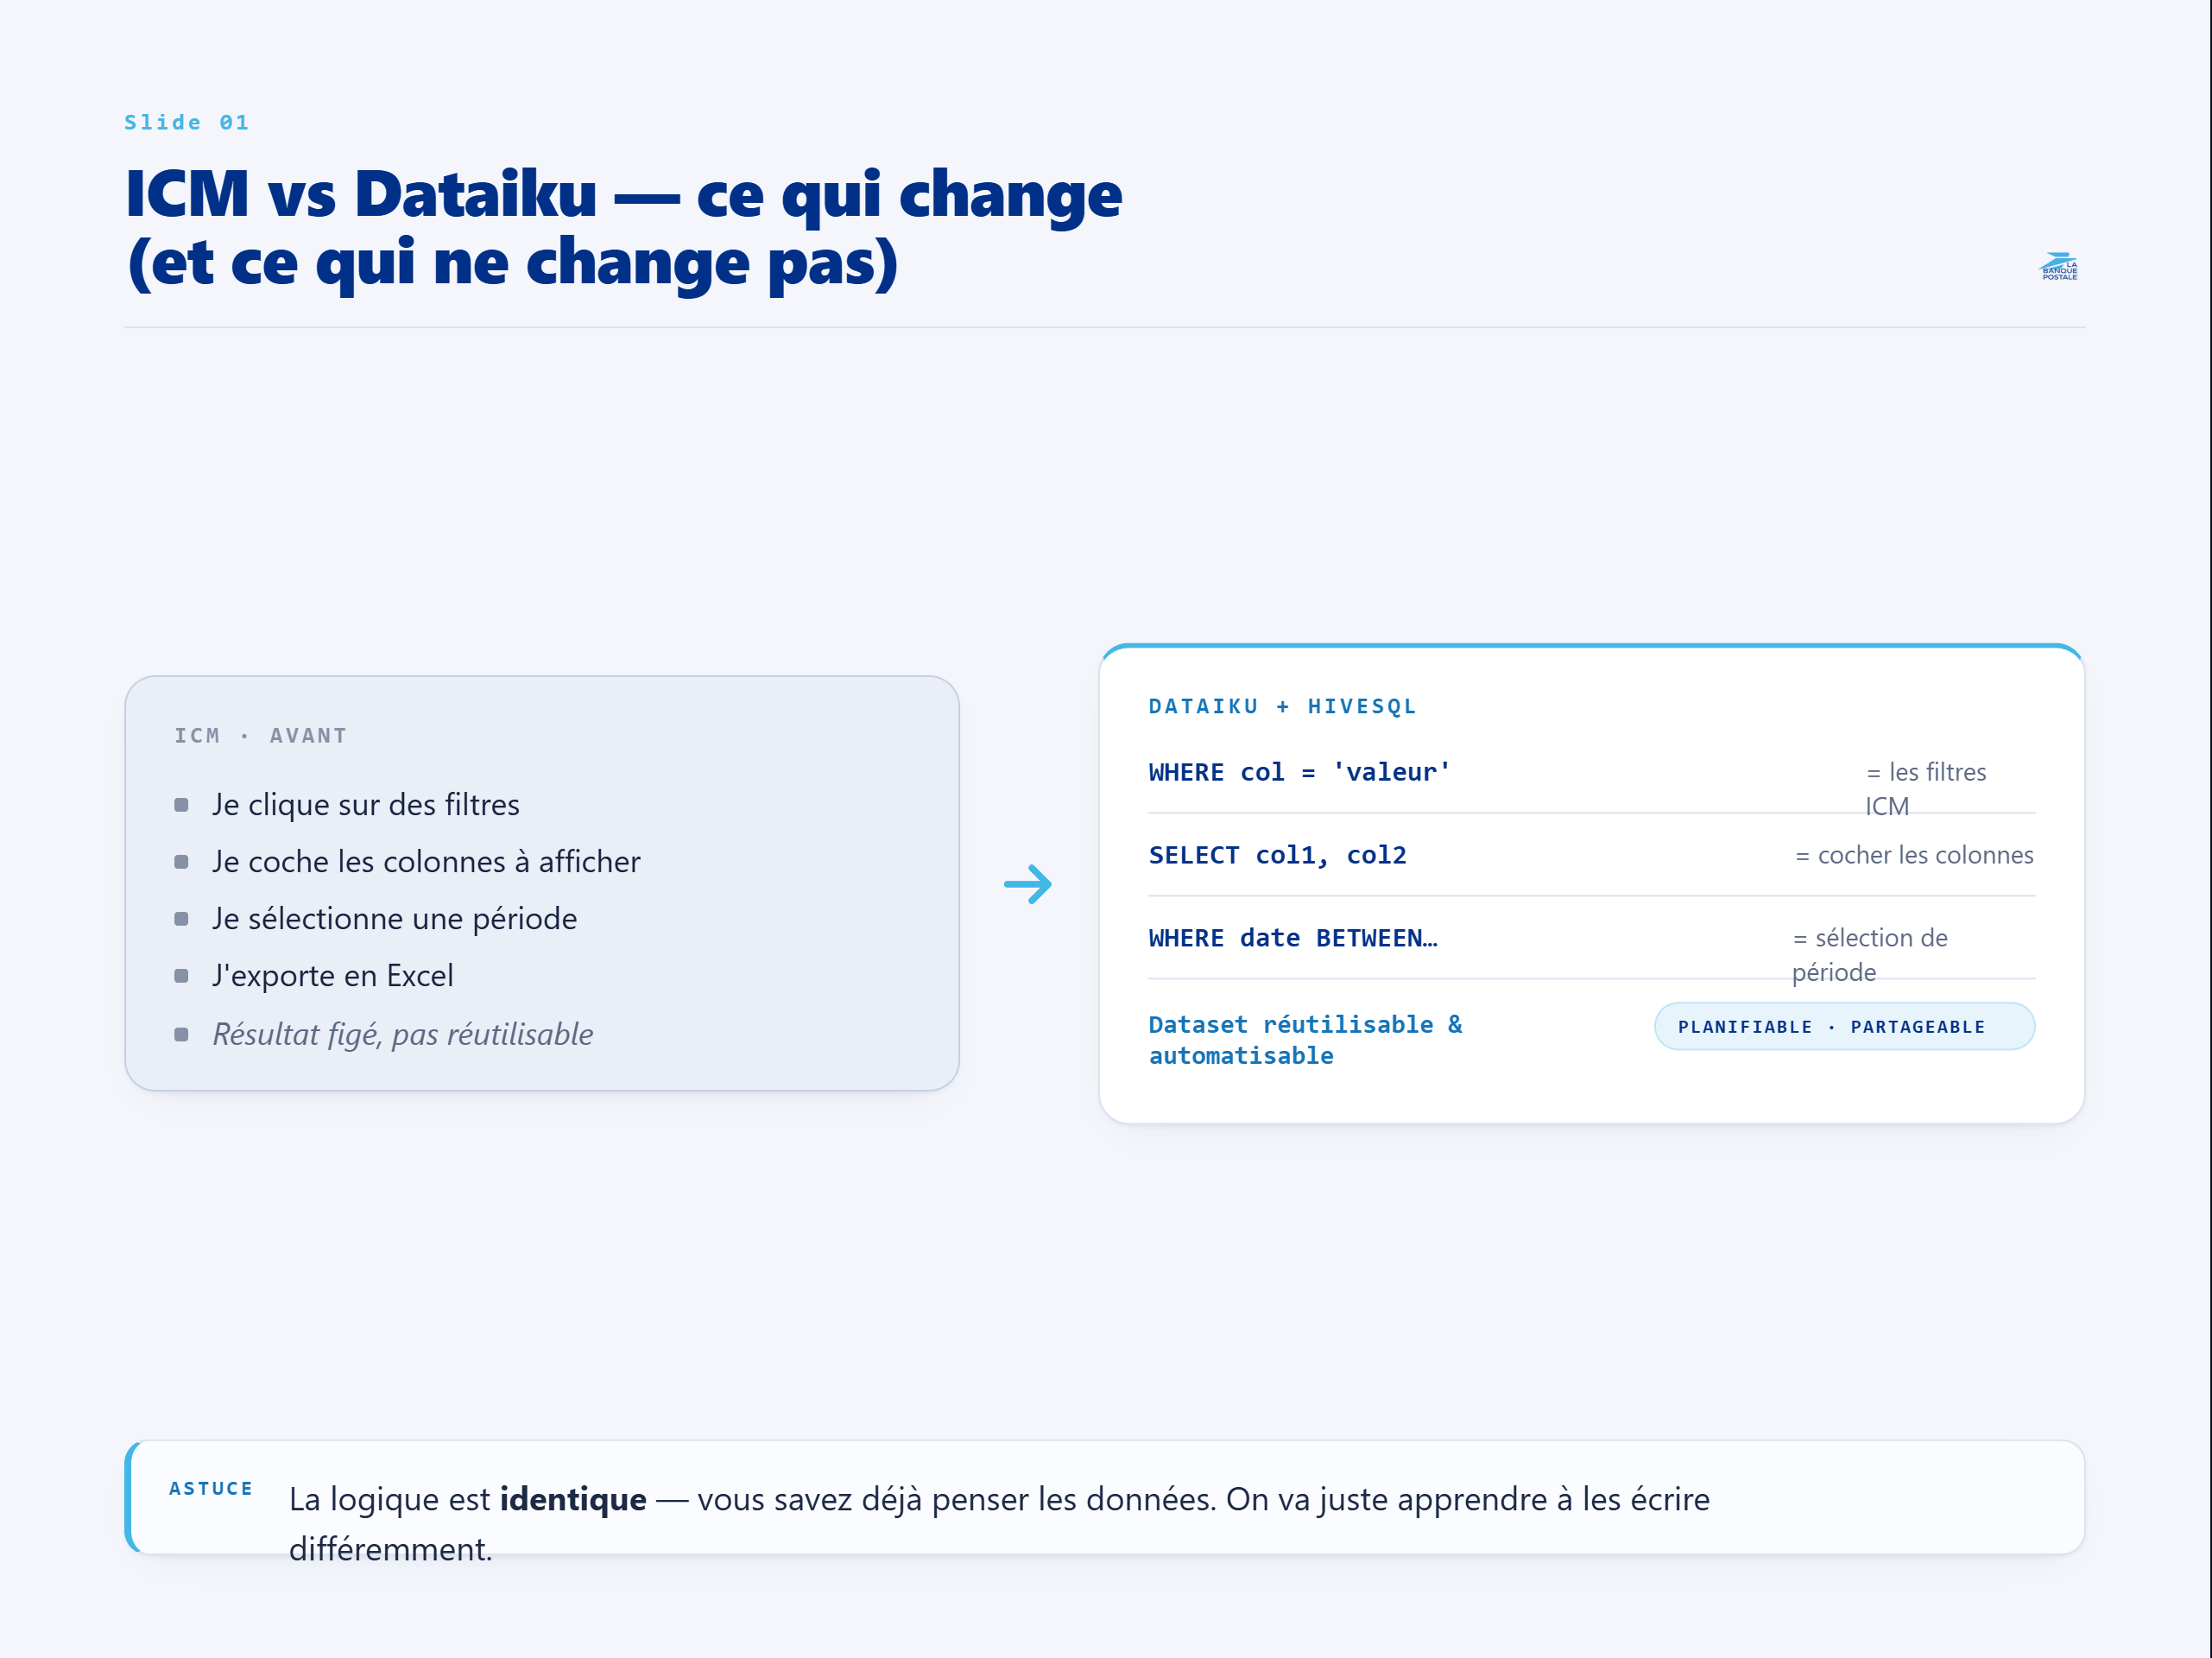 Slide 01
ICM vs Dataiku — ce qui change
(et ce qui ne change pas)
LA
BANQUE
POSTALE
ICM · AVANT
Je clique sur des filtres
Je coche les colonnes à afficher
Je sélectionne une période
J'exporte en Excel
Résultat figé, pas réutilisable
DATAIKU + HIVESQL
WHERE col = 'valeur'
= les filtres
ICM
SELECT col1, col2
= cocher les colonnes
WHERE date BETWEEN…
= sélection de
période
Dataset réutilisable &
automatisable
PLANIFIABLE · PARTAGEABLE
ASTUCE
La logique est identique — vous savez déjà penser les données. On va juste apprendre à les écrire
différemment.